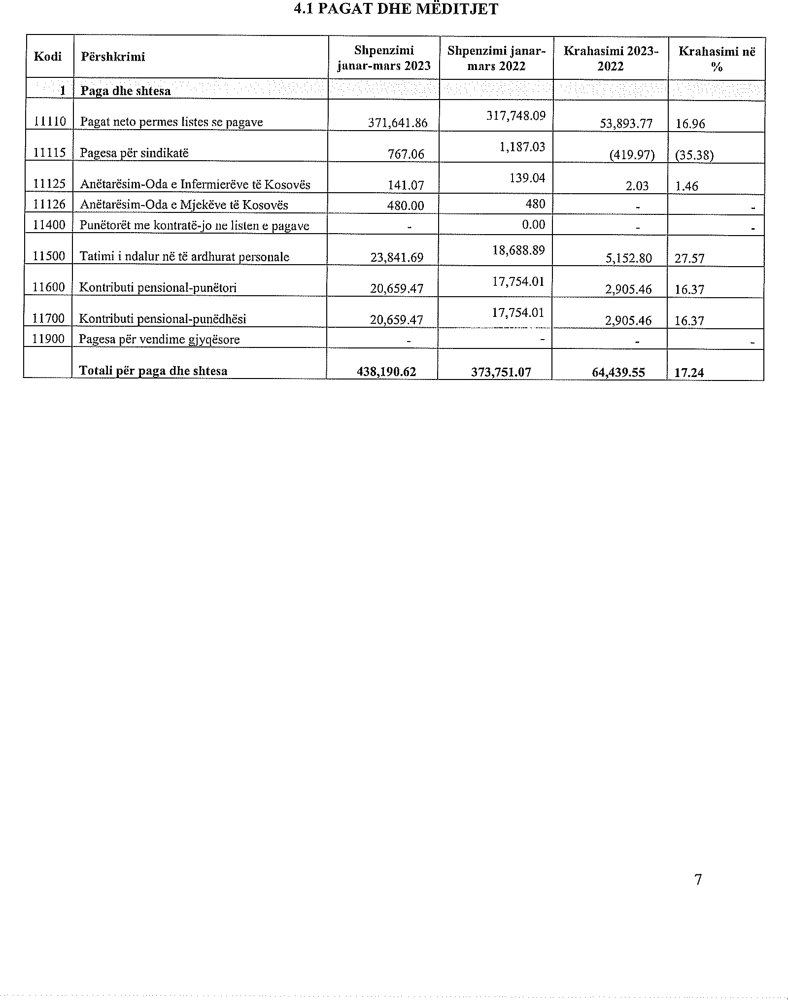 4.1 PAGAT DHE MËDITJET
Kodi Përshkrimi Shpenzimi janar-mars 2023 Shpenzimi janar-mars 2022 Krahasimi 2023-2022 Krahasimi në %
1 Paga dhe shtesa
11110 Pagat neto permes listes se pagave 371,641.86 317,748.09 53,893.77 16.96
11115 Pagesa për sindikatë 767.06 1,187.03 (419.97) (35.38)
11125 Anëtarësim-Oda e Infermierëve të Kosovës 141.07 139.04 2.03 1.46
11126 Anëtarësim-Oda e Mjekëve të Kosovës 480.00 480 - -
11400 Punëtorët me kontratë-jo ne listen e pagave - 0.00 - -
11500 Tatimi i ndalur në të ardhurat personale 23,841.69 18,688.89 5,152.80 27.57
11600 Kontributi pensional-punëtori 20,659.47 17,754.01 2,905.46 16.37
11700 Kontributi pensional-punëdhësi 20,659.47 17,754.01 2,905.46 16.37
11900 Pagesa për vendime gjyqësore - - - -
Totali për paga dhe shtesa 438,190.62 373,751.07 64,439.55 17.24
7